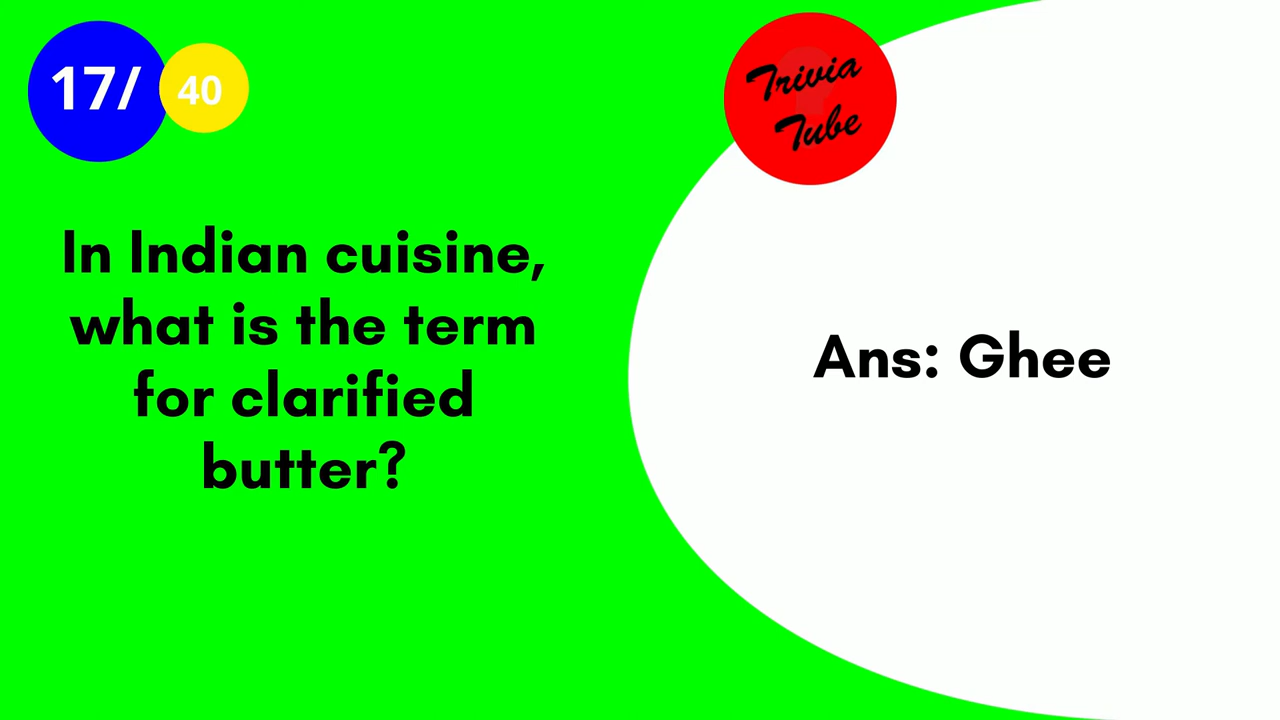 17/ 40
Trivia
Tube
In Indian cuisine,
what is the term
for clarified
butter?
Ans: Ghee